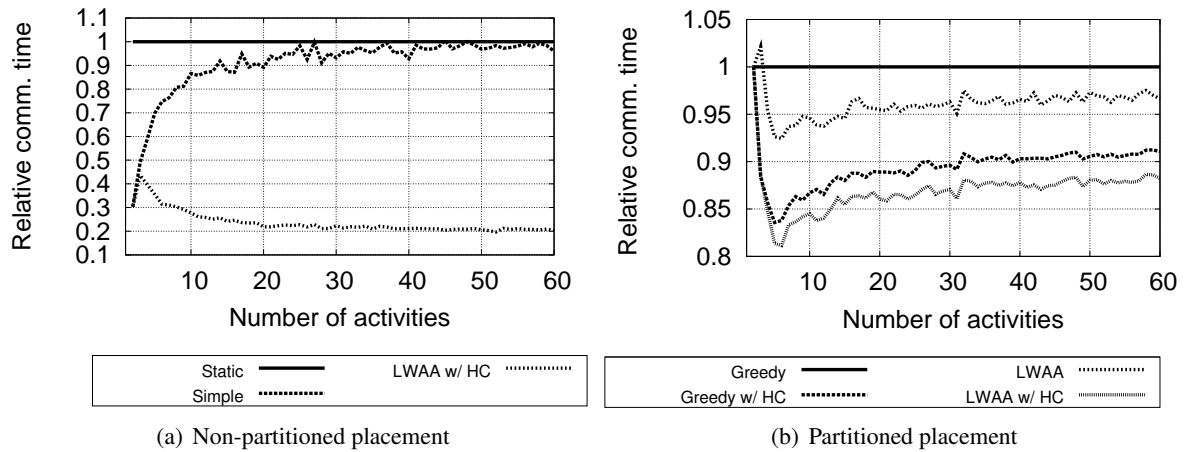 Relative comm. time
1.1
1
0.9
0.8
0.7
0.6
0.5
0.4
0.3
0.2
0.1
10 20 30 40 50 60
Number of activities
Static
LWAA w/ HC
Simple
(a) Non-partitioned placement
Relative comm. time
1.05
1
0.95
0.9
0.85
0.8
10 20 30 40 50 60
Number of activities
Greedy
LWAA
Greedy w/ HC
LWAA w/ HC
(b) Partitioned placement